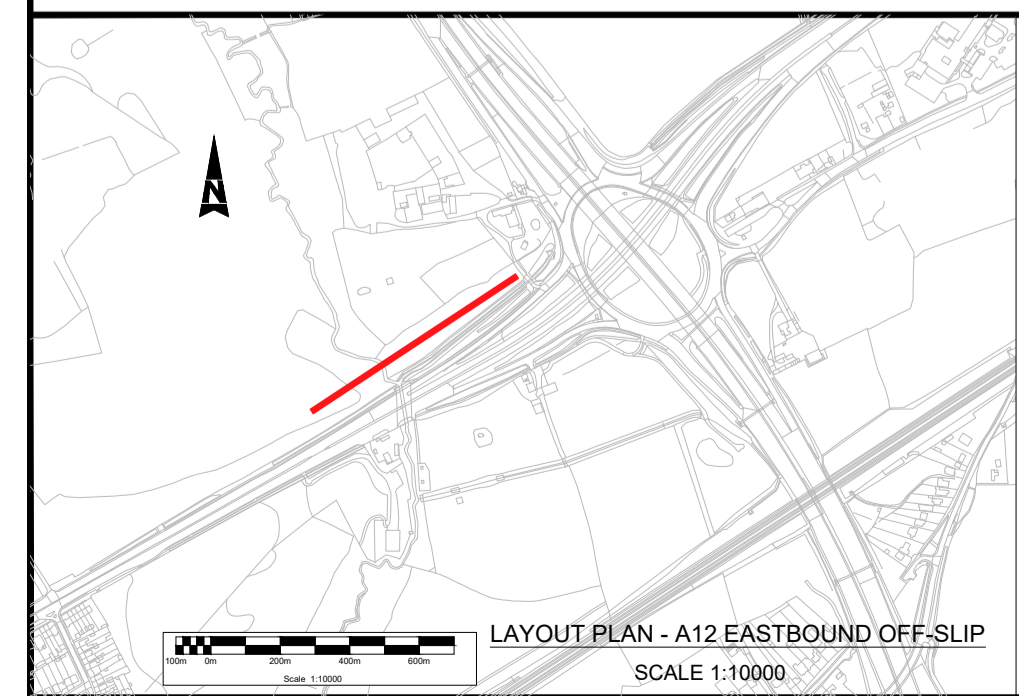 N
LAYOUT PLAN - A12 EASTBOUND OFF-SLIP
SCALE 1:10000
100m 0m 200m 400m 600m
Scale 1:10000